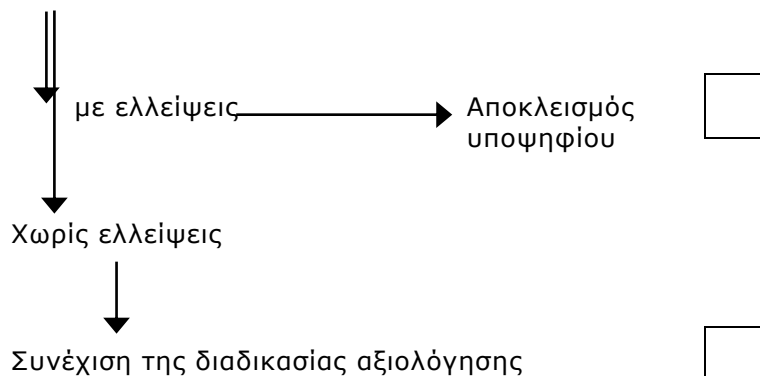 με ελλείψεις
Αποκλεισμός
υποψηφίου
Χωρίς ελλείψεις
Συνέχιση της διαδικασίας αξιολόγησης